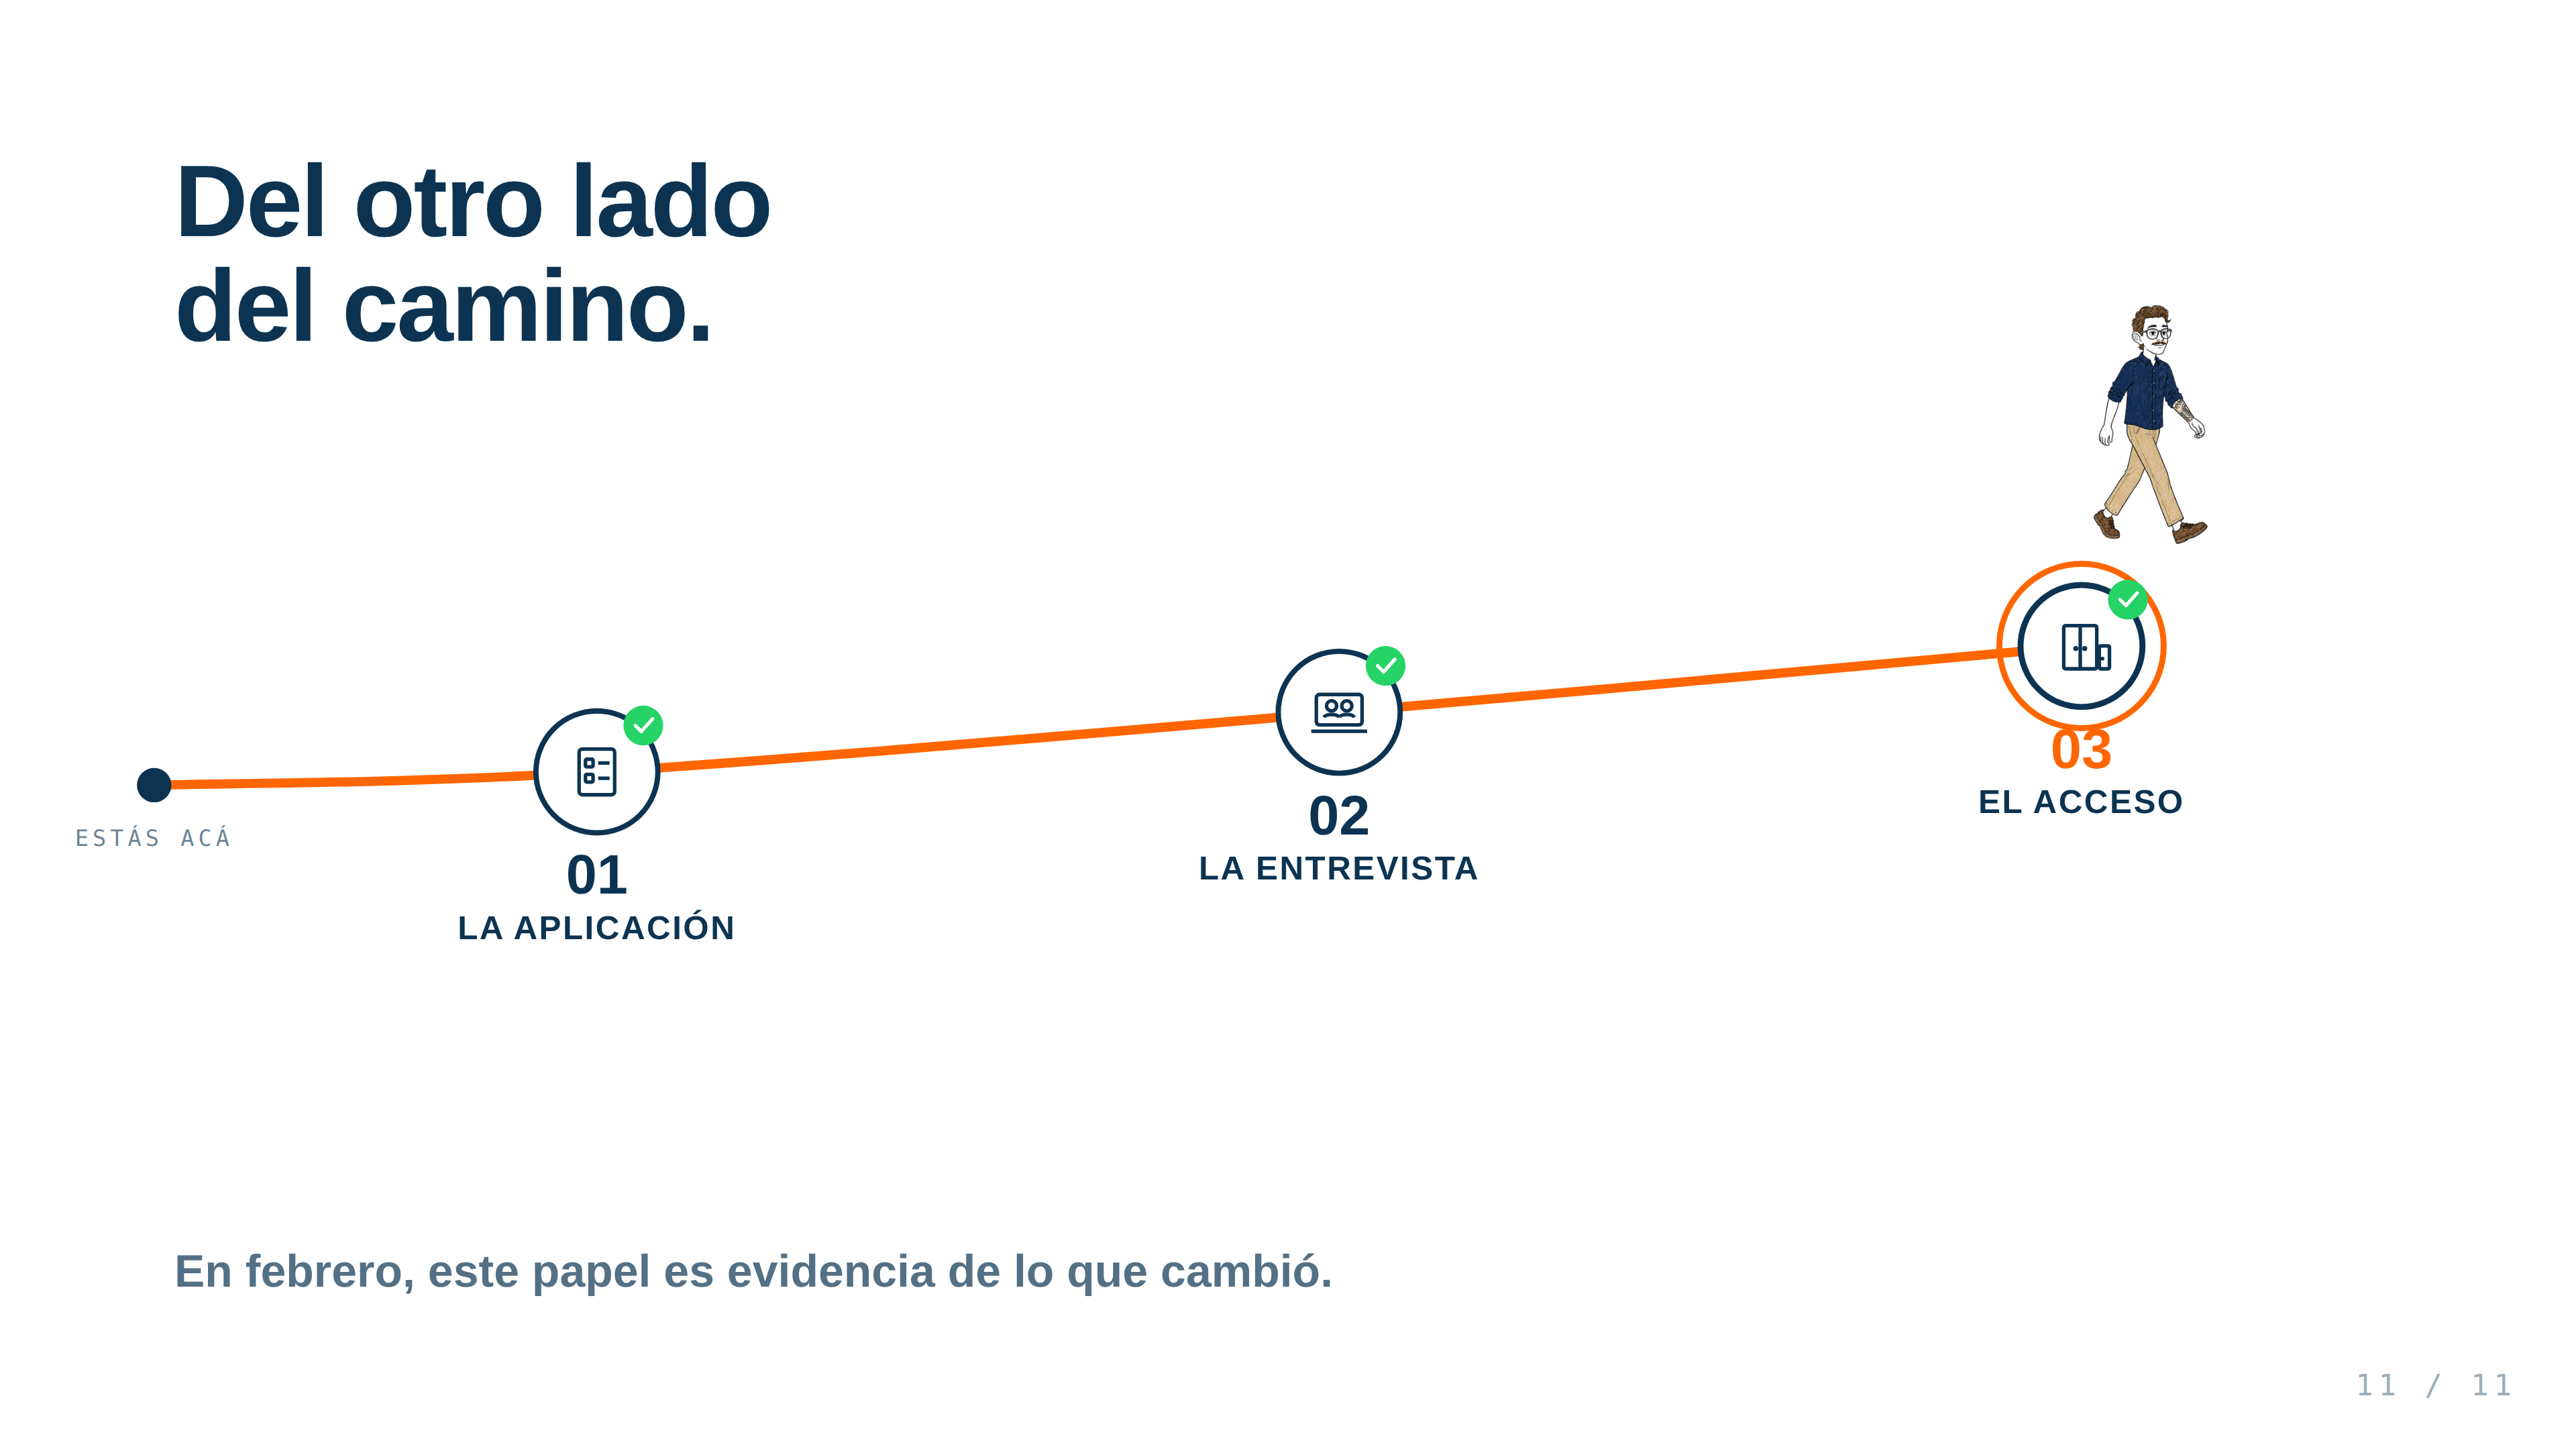 Del otro lado
del camino.
ESTÁS ACÁ
01
LA APLICACIÓN
02
LA ENTREVISTA
03
EL ACCESO
En febrero, este papel es evidencia de lo que cambió.
11 / 11